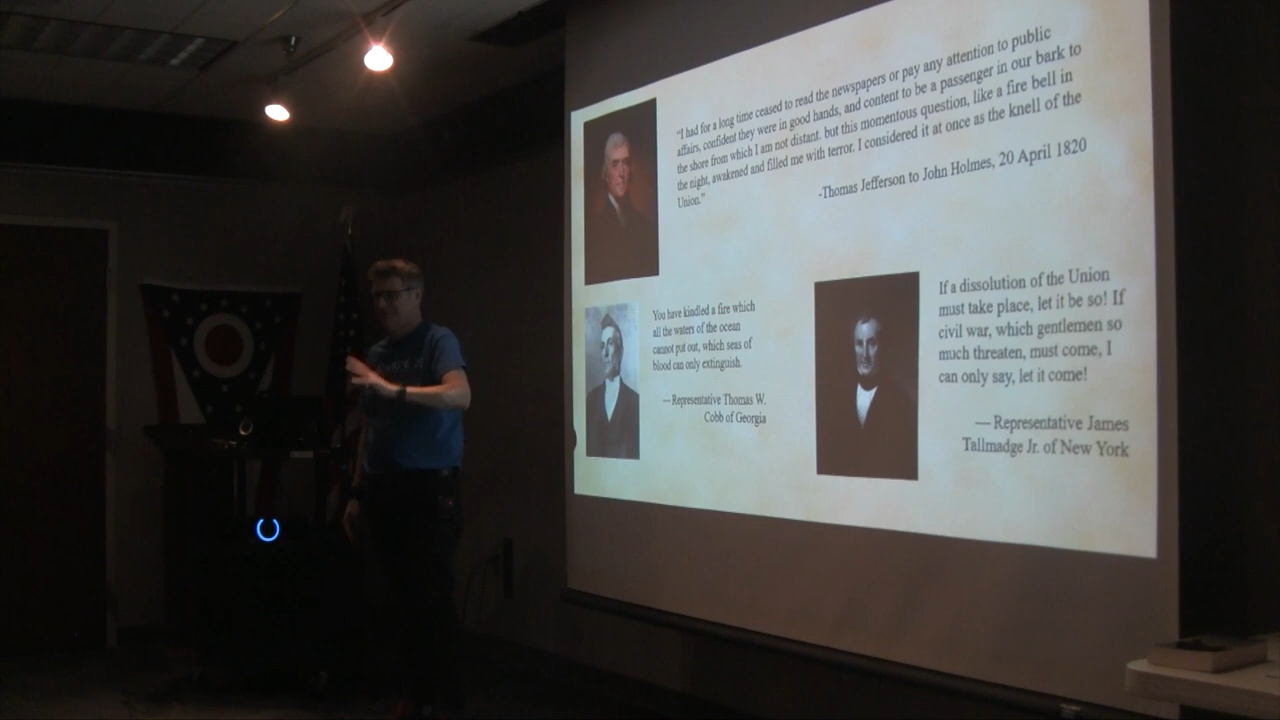 "I had for a long time ceased to read the newspapers or pay any attention to public
affairs, confident they were in good hands, and content to be a passenger in our bark to
the shore from which I am not distant. but this momentous question, like a fire bell in
the night, awakened and filled me with terror. I considered it at once as the knell of the
Union."
-Thomas Jefferson to John Holmes, 20 April 1820
You have kindled a fire which
all the waters of the ocean
cannot put out, which seas of
blood can only extinguish.
— Representative Thomas W.
Cobb of Georgia
If a dissolution of the Union
must take place, let it be so! If
civil war, which gentlemen so
much threaten, must come, I
can only say, let it come!
— Representative James
Tallmadge Jr. of New York